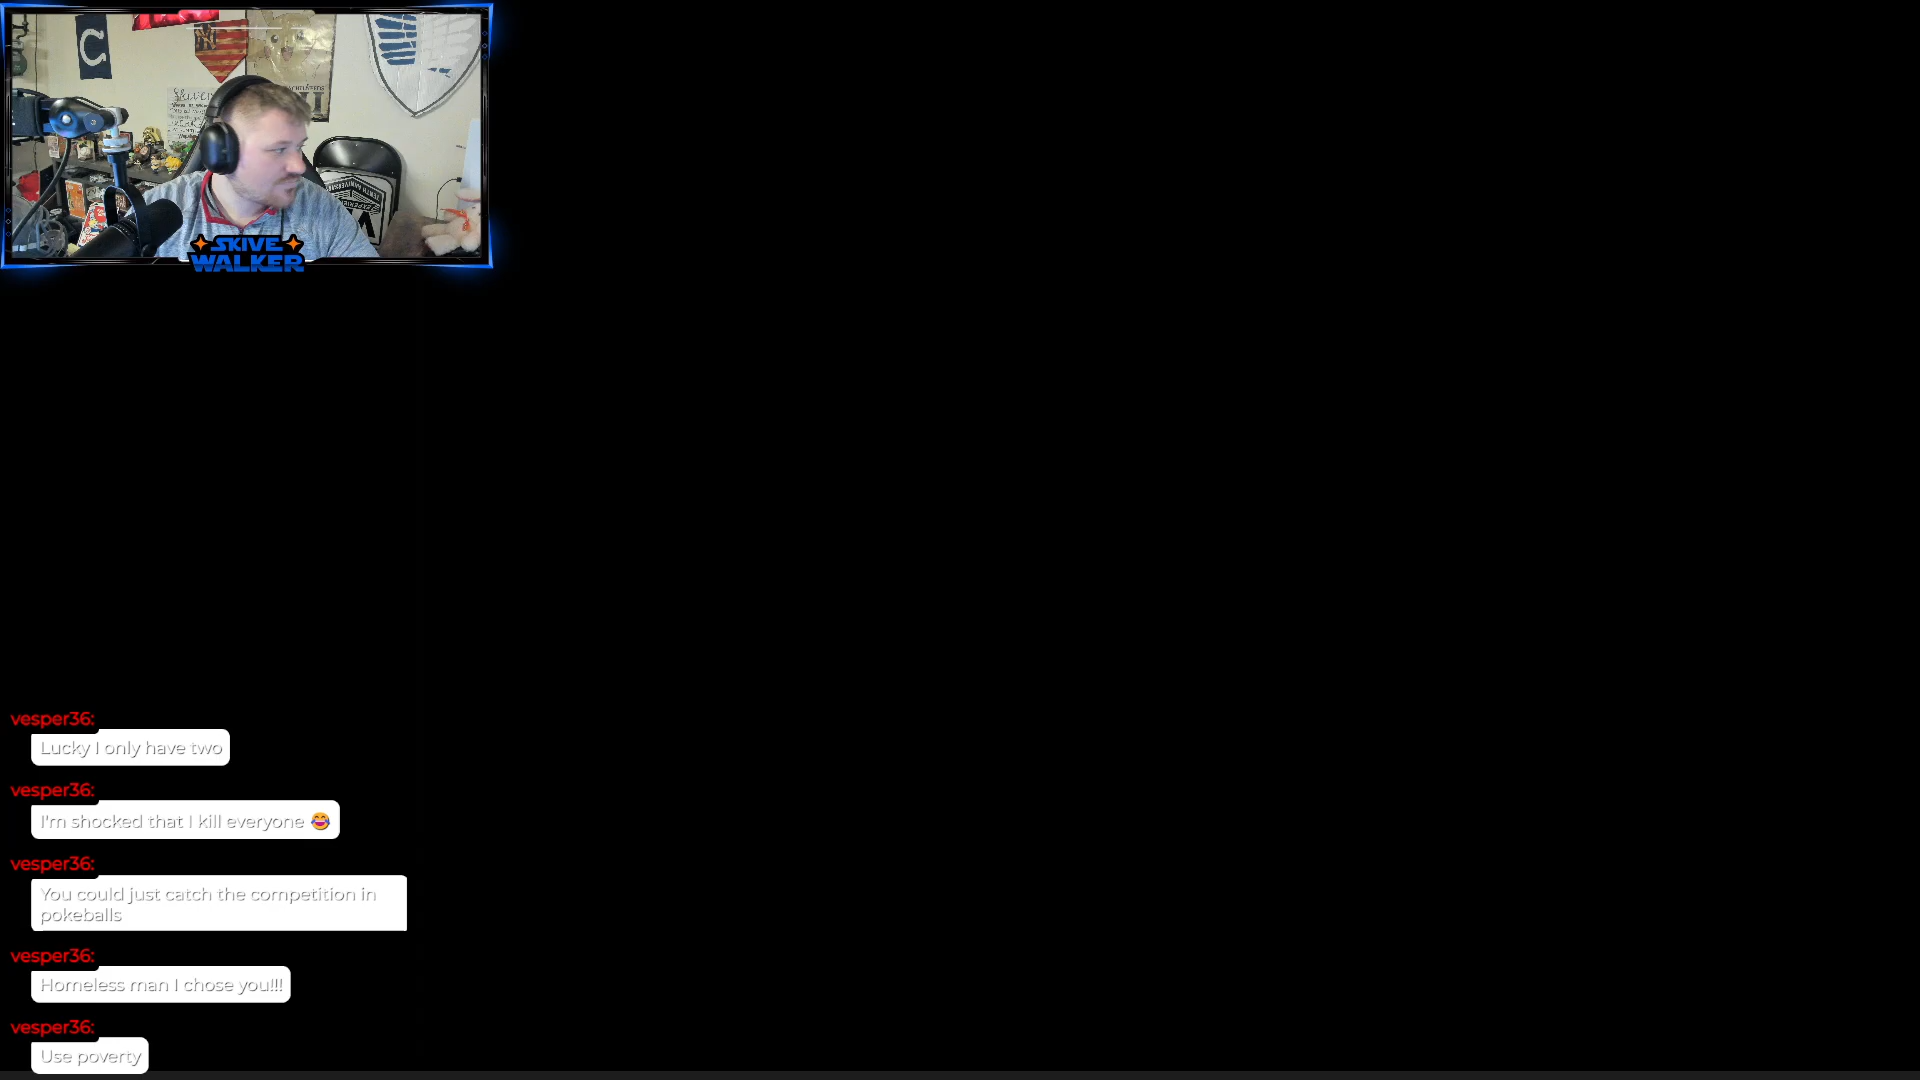 C
NY
SKIVE
WALKER
vesper36:
Lucky I only have two
vesper36:
I'm shocked that I kill everyone 😂
vesper36:
You could just catch the competition in
pokeballs
vesper36:
Homeless man I chose you!!!
vesper36:
Use poverty